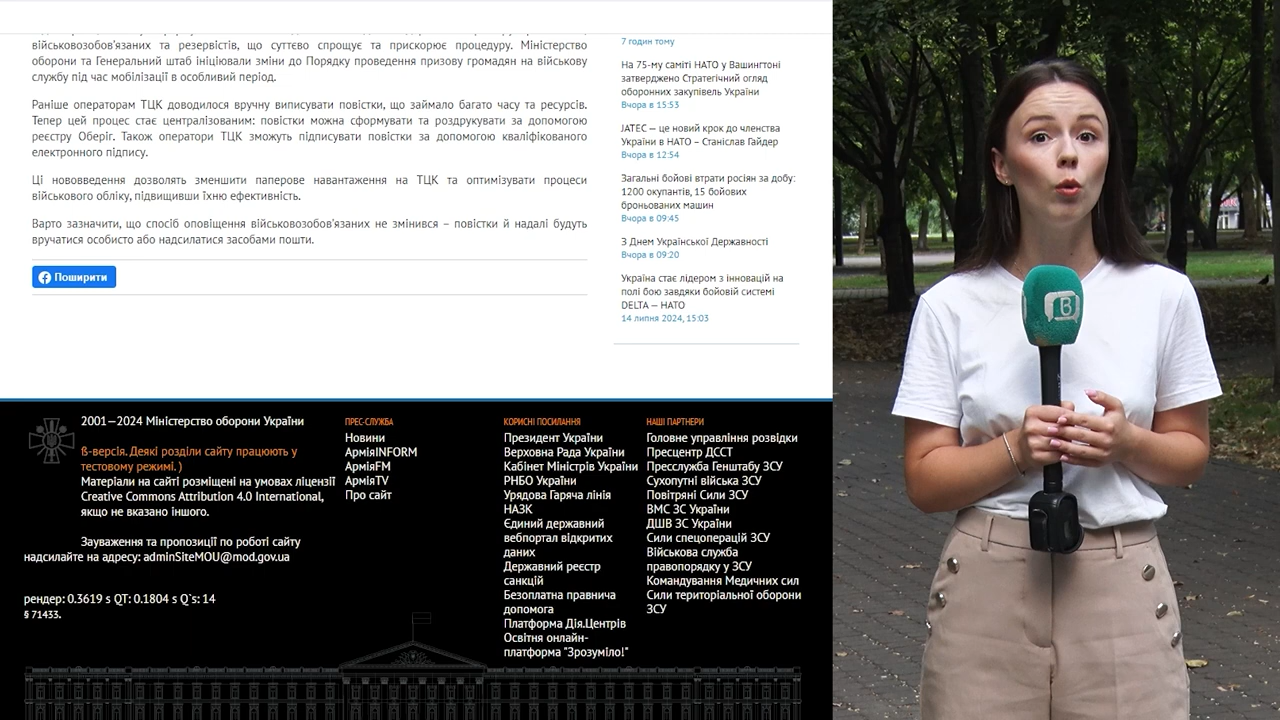 військовозобов'язаних та резервістів, що суттєво спрощує та прискорює процедуру. Міністерство
оборони та Генеральний штаб ініціювали зміни до Порядку проведення призову громадян на військову
службу під час мобілізації в особливий період.
Раніше операторам ТЦК доводилося вручну виписувати повістки, що займало багато часу та ресурсів.
Тепер цей процес стає централізованим: повістки можна сформувати та роздрукувати за допомогою
реєстру Оберіг. Також оператори ТЦК зможуть підписувати повістки за допомогою кваліфікованого
електронного підпису.
Ці нововведення дозволять зменшити паперове навантаження на ТЦК та оптимізувати процеси
військового обліку, підвищивши їхню ефективність.
Варто зазначити, що спосіб оповіщення військовозобов'язаних не змінився – повістки й надалі будуть
вручатися особисто або надсилатися засобами пошти.
Поширити
7 годин тому
На 75-му саміті НАТО у Вашингтоні
затверджено Стратегічний огляд
оборонних закупівель України
Вчора в 15:53
JATEC — це новий крок до членства
України в НАТО – Станіслав Гайдер
Вчора в 12:54
Загальні бойові втрати росіян за добу:
1200 окупантів, 15 бойових
броньованих машин
Вчора в 09:45
З Днем Української Державності
Вчора в 09:20
Україна стає лідером з інновацій на
полі бою завдяки бойовій системі
DELTA — НАТО
14 липня 2024, 15:03
2001—2024 Міністерство оборони України
ß-версія. Деякі розділи сайту працюють у
тестовому режимі. )
Матеріали на сайті розміщені на умовах ліцензії
Creative Commons Attribution 4.0 International,
якщо не вказано іншого.
Зауваження та пропозиції по роботі сайту
надсилайте на адресу: adminSiteMOU@mod.gov.ua
рендер: 0.3619 s QT: 0.1804 s Q`s: 14
§ 71433.
ПРЕС-СЛУЖБА
Новини
АрміяINFORM
АрміяFM
АрміяTV
Про сайт
КОРИСНІ ПОСИЛАННЯ
Президент України
Верховна Рада України
Кабінет Міністрів України
РНБО України
Урядова Гаряча лінія
НАЗК
Єдиний державний
вебпортал відкритих
даних
Державний реєстр
санкцій
Безоплатна правнича
допомога
Платформа Дія.Центрів
Освітня онлайн-
платформа "Зрозуміло!"
НАШІ ПАРТНЕРИ
Головне управління розвідки
Пресцентр ДССТ
Пресслужба Генштабу ЗСУ
Сухопутні війська ЗСУ
Повітряні Сили ЗСУ
ВМС ЗС України
ДШВ ЗС України
Сили спецоперацій ЗСУ
Військова служба
правопорядку у ЗСУ
Командування Медичних сил
Сили територіальної оборони
ЗСУ
В